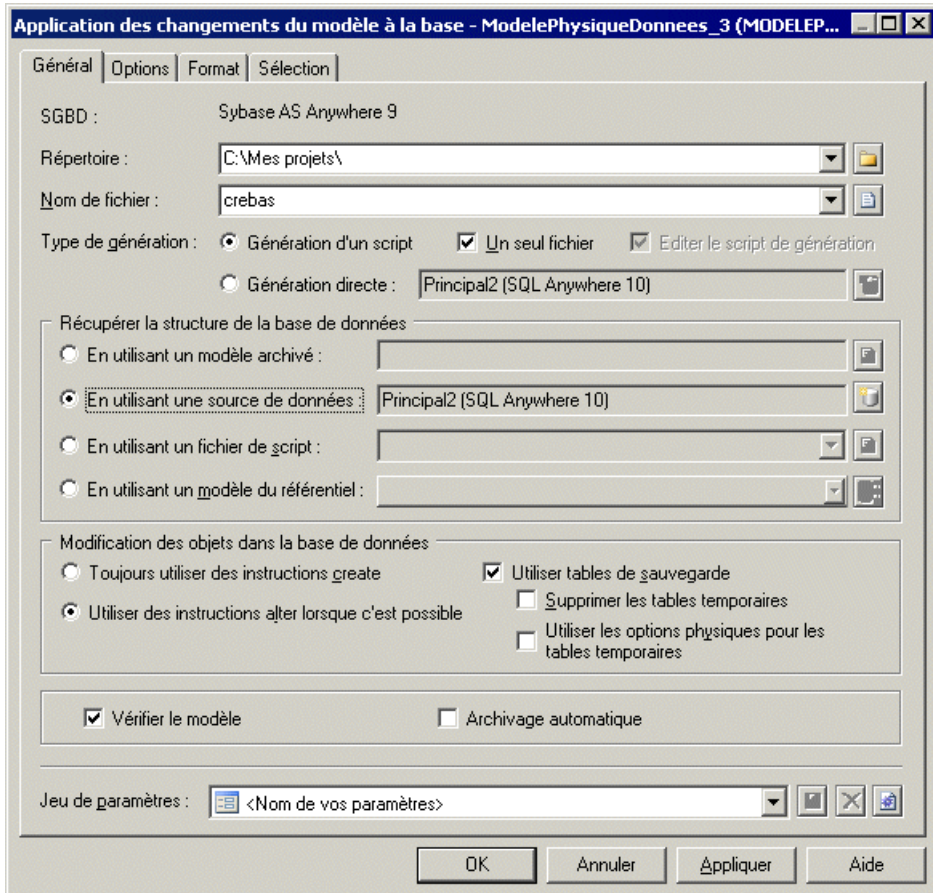 Application des changements du modèle à la base - ModelePhysiqueDonnees_3 (MODELEP...
Général Options Format Sélection
SGBD : Sybase AS Anywhere 9
Répertoire : C:\Mes projets\
Nom de fichier : crebas
Type de génération : Génération d'un script Un seul fichier Editer le script de génération
Génération directe : Principal2 (SQL Anywhere 10)
Récupérer la structure de la base de données
En utilisant un modèle archivé :
En utilisant une source de données : Principal2 (SQL Anywhere 10)
En utilisant un fichier de script :
En utilisant un modèle du référentiel :
Modification des objets dans la base de données
Toujours utiliser des instructions create Utiliser tables de sauvegarde
Supprimer les tables temporaires
Utiliser des instructions alter lorsque c'est possible
Utiliser les options physiques pour les
tables temporaires
Vérifier le modèle Archivage automatique
Jeu de paramètres : <Nom de vos paramètres>
OK Annuler Appliquer Aide